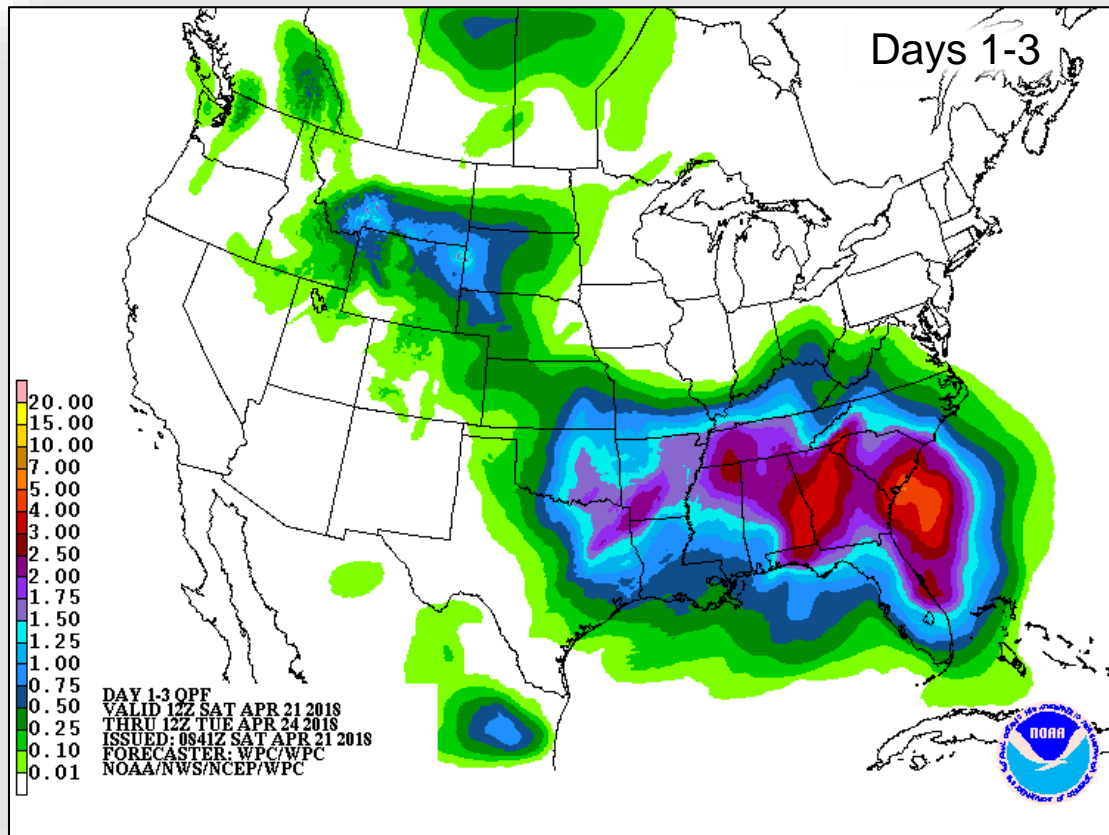 Days 1-3
20.00
15.00
10.00
7.00
5.00
4.00
3.00
2.50
2.00
1.75
1.50
1.25
1.00
0.75
0.50
0.25
0.10
0.01
DAY 1-3 QPF
VALID 12Z SAT APR 21 2018
THRU 12Z TUE APR 24 2018
ISSUED: 0841Z SAT APR 21 2018
FORECASTER: WPC/WPC
NOAA/NWS/NCEP/WPC
NOAA